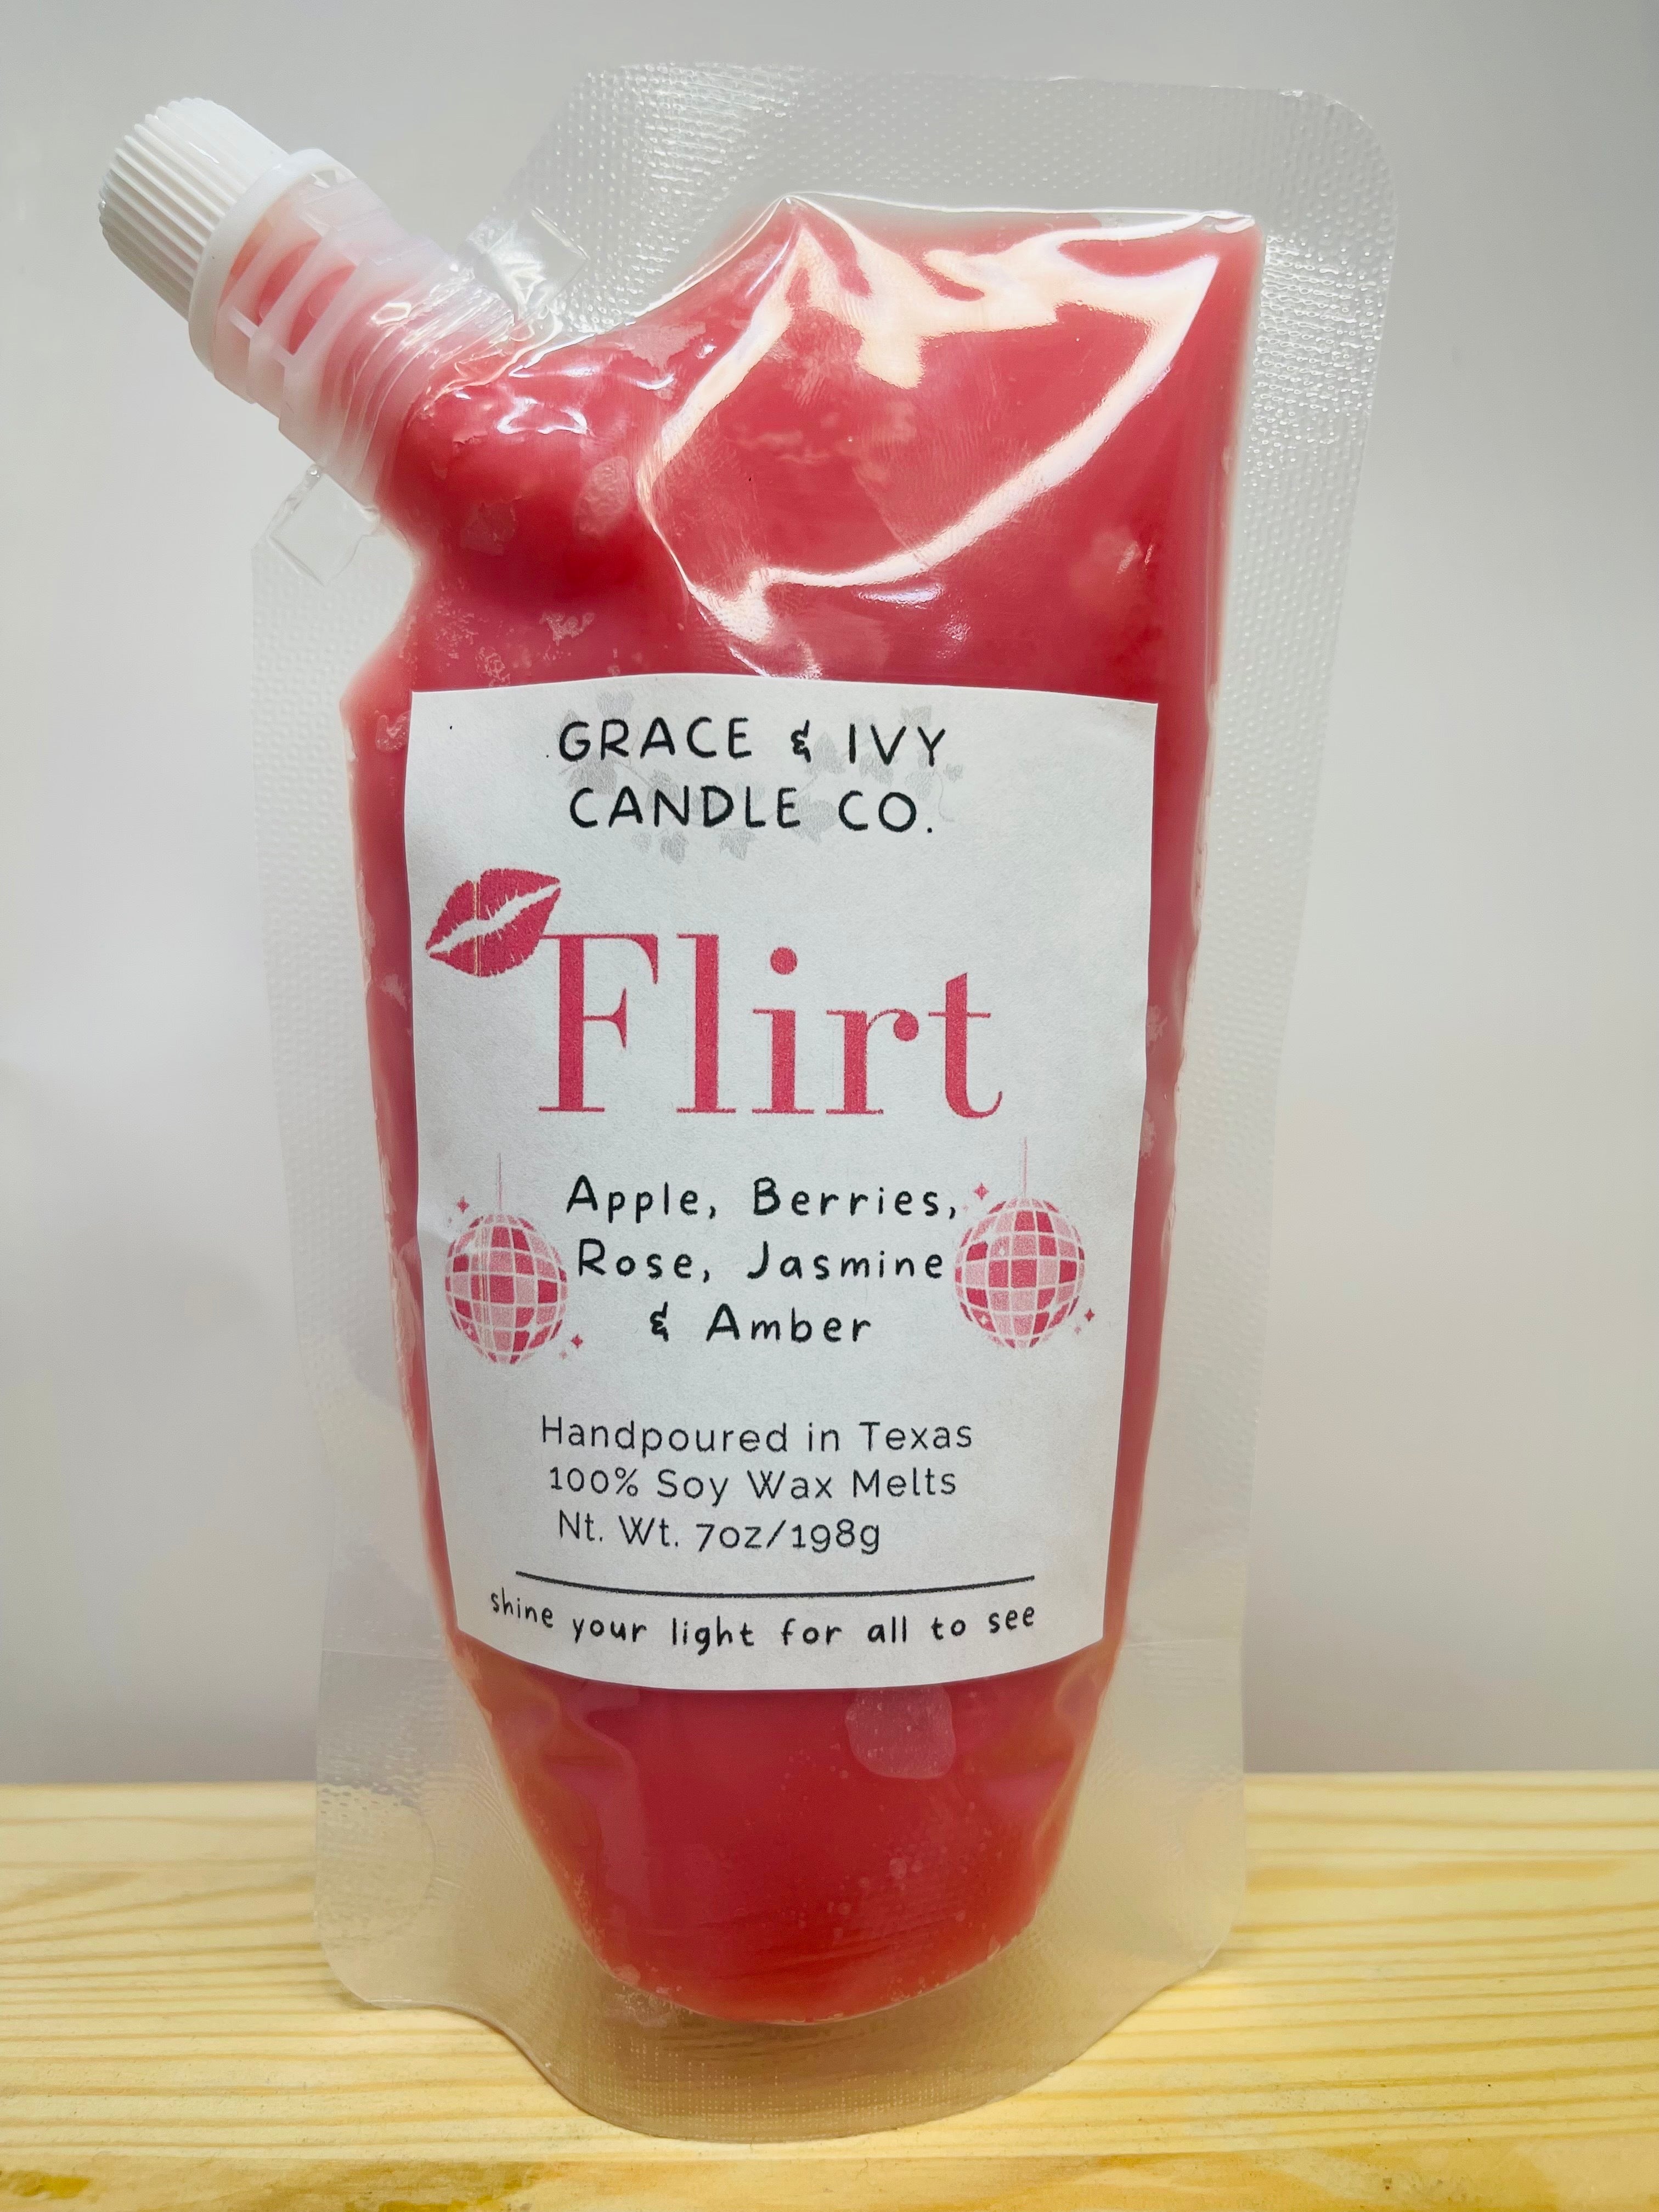 GRACE & IVY
CANDLE CO.
Flirt
Apple, Berries,
Rose, Jasmine
& Amber
Handpoured in Texas
100% Soy Wax Melts
Nt. Wt. 7oz/198g
shine your light for all to see